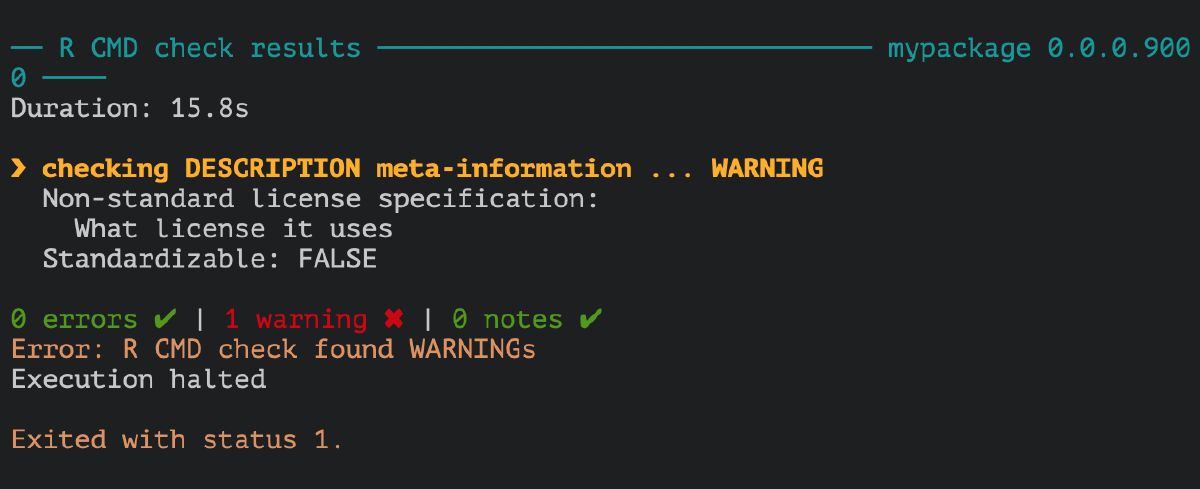 ── R CMD check results ─────────────────────────────── mypackage 0.0.0.900
0 ────
Duration: 15.8s
❯ checking DESCRIPTION meta-information ... WARNING
Non-standard license specification:
What license it uses
Standardizable: FALSE
0 errors ✔ | 1 warning ✖ | 0 notes ✔
Error: R CMD check found WARNINGs
Execution halted
Exited with status 1.